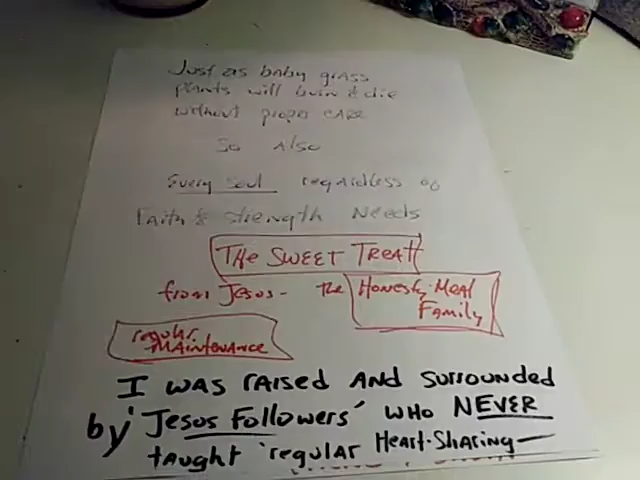 Just as baby grass
plants will burn & die
without proper care
So Also
Every soul regardless of
Faith & strength Needs
THE SWEET TREAT
from Jesus- the Honesty-Meal
Family
regular
MAINTENANCE
I WAS RAISED AND SURROUNDED
by 'Jesus Followers' WHO NEVER
taught 'regular Heart-Sharing—